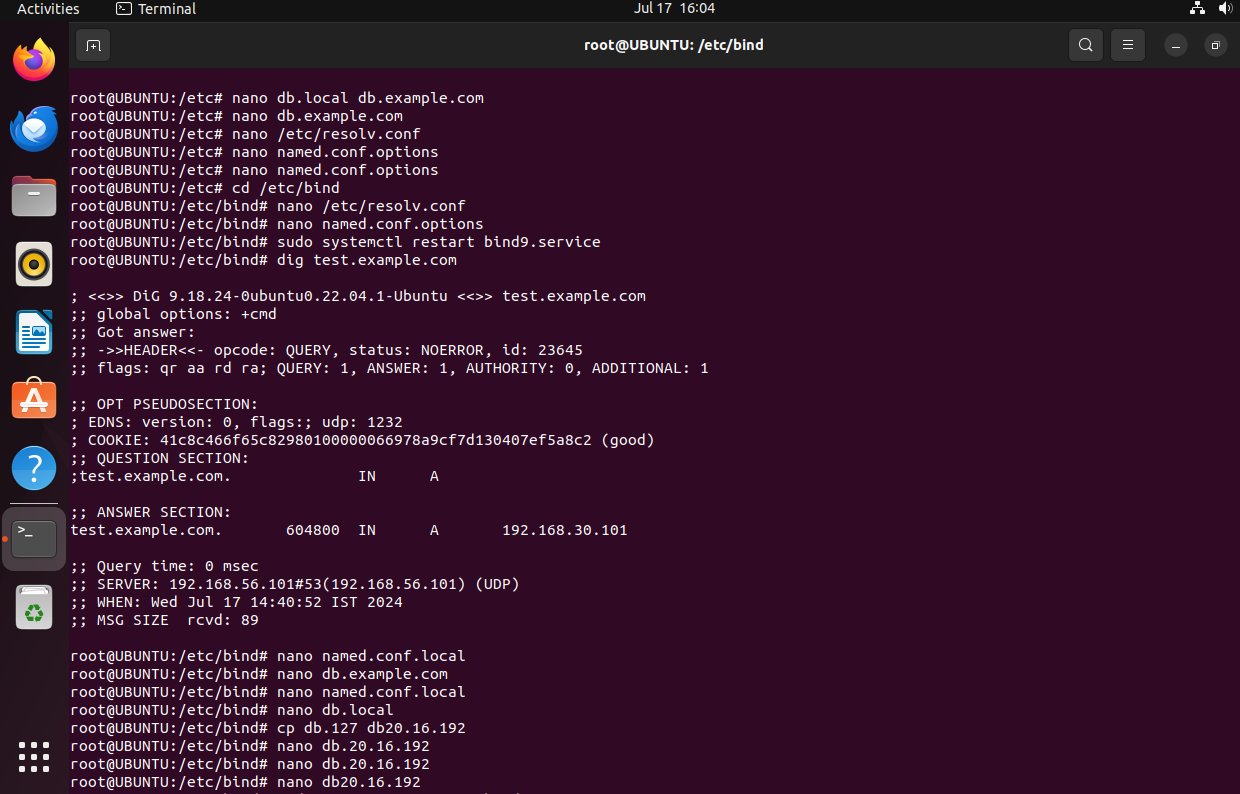 Activities
Terminal
Jul 17 16:04
root@UBUNTU: /etc/bind
root@UBUNTU:/etc# nano db.local db.example.com
root@UBUNTU:/etc# nano db.example.com
root@UBUNTU:/etc# nano /etc/resolv.conf
root@UBUNTU:/etc# nano named.conf.options
root@UBUNTU:/etc# nano named.conf.options
root@UBUNTU:/etc# cd /etc/bind
root@UBUNTU:/etc/bind# nano /etc/resolv.conf
root@UBUNTU:/etc/bind# nano named.conf.options
root@UBUNTU:/etc/bind# sudo systemctl restart bind9.service
root@UBUNTU:/etc/bind# dig test.example.com
; <<>> DiG 9.18.24-0ubuntu0.22.04.1-Ubuntu <<>> test.example.com
;; global options: +cmd
;; Got answer:
;; ->>HEADER<<- opcode: QUERY, status: NOERROR, id: 23645
;; flags: qr aa rd ra; QUERY: 1, ANSWER: 1, AUTHORITY: 0, ADDITIONAL: 1
;; OPT PSEUDOSECTION:
; EDNS: version: 0, flags:; udp: 1232
; COOKIE: 41c8c466f65c82980100000066978a9cf7d130407ef5a8c2 (good)
;; QUESTION SECTION:
;test.example.com. IN A
;; ANSWER SECTION:
test.example.com. 604800 IN A 192.168.30.101
;; Query time: 0 msec
;; SERVER: 192.168.56.101#53(192.168.56.101) (UDP)
;; WHEN: Wed Jul 17 14:40:52 IST 2024
;; MSG SIZE rcvd: 89
root@UBUNTU:/etc/bind# nano named.conf.local
root@UBUNTU:/etc/bind# nano db.example.com
root@UBUNTU:/etc/bind# nano named.conf.local
root@UBUNTU:/etc/bind# nano db.local
root@UBUNTU:/etc/bind# cp db.127 db20.16.192
root@UBUNTU:/etc/bind# nano db.20.16.192
root@UBUNTU:/etc/bind# nano db.20.16.192
root@UBUNTU:/etc/bind# nano db20.16.192